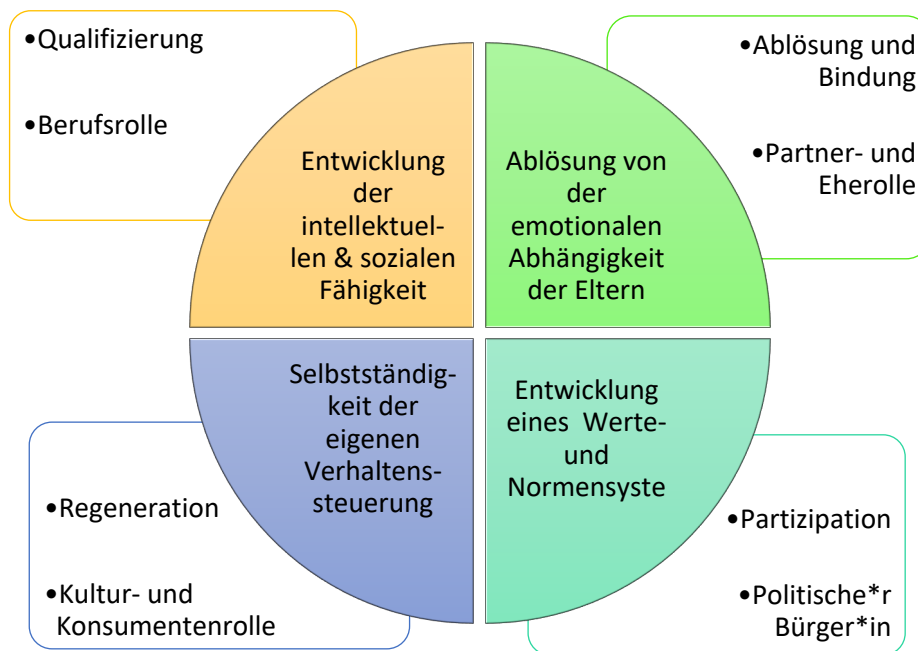 •Qualifizierung
•Berufsrolle
•Ablösung und
Bindung
•Partner- und
Eherolle
Entwicklung
der
intellektuel-
len & sozialen
Fähigkeit
Ablösung von
der
emotionalen
Abhängigkeit
der Eltern
Selbstständig-
keit der
eigenen
Verhaltens-
steuerung
Entwicklung
eines Werte-
und
Normensyste
•Regeneration
•Kultur- und
Konsumentenrolle
•Partizipation
•Politische*r
Bürger*in